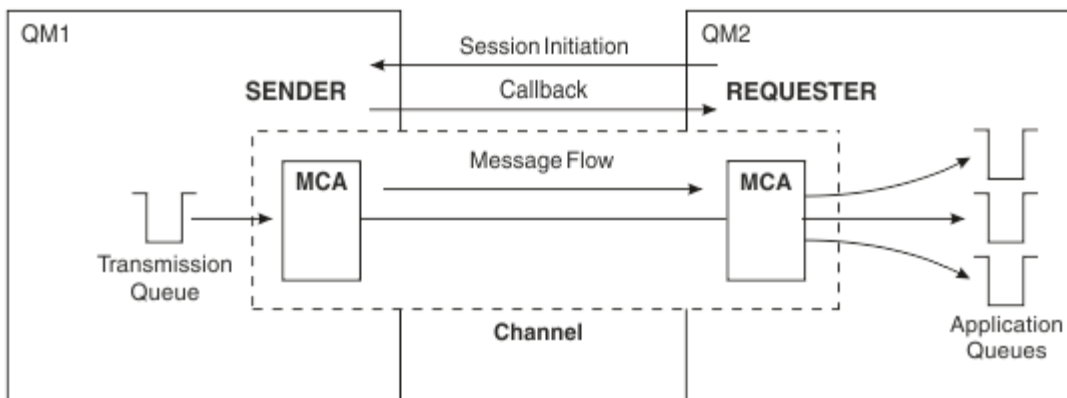 QM1
QM2
Session Initiation
SENDER
Callback
REQUESTER
Message Flow
MCA
MCA
Transmission
Queue
Channel
Application
Queues